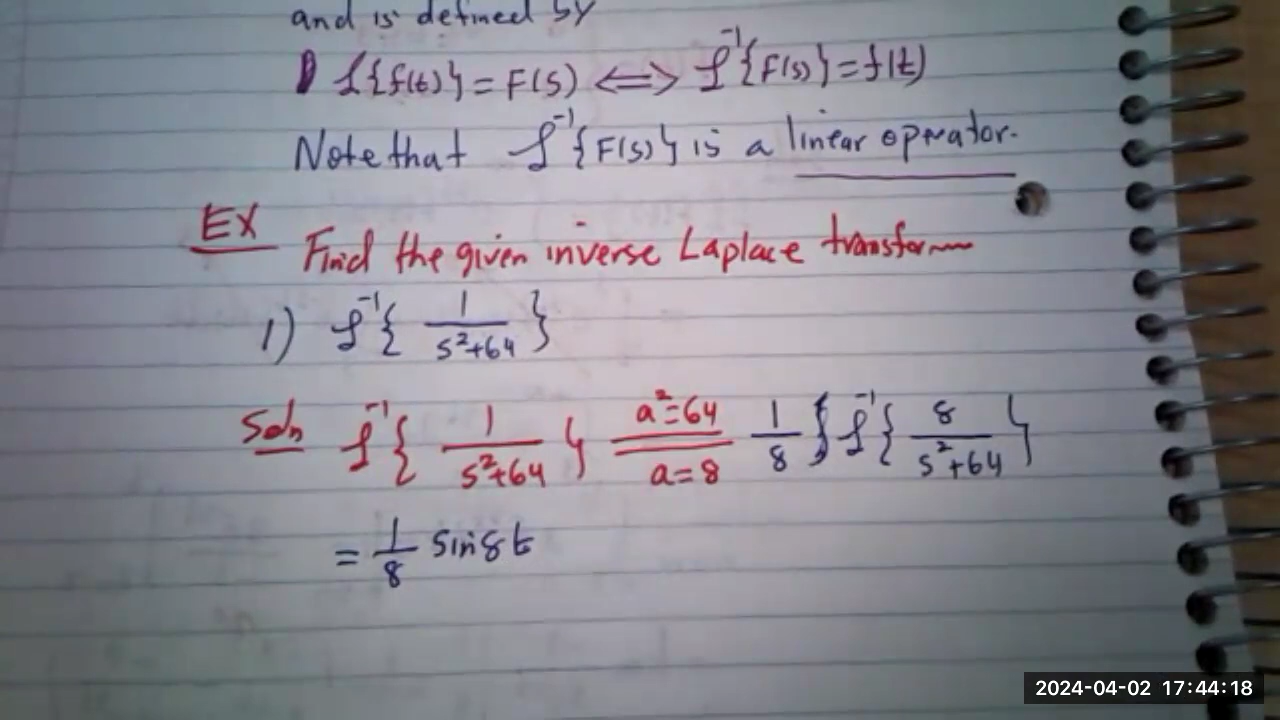 and is defined by
ℒ{f(t)} = F(s) ⟺ ℒ⁻¹{F(s)} = f(t)
Note that ℒ⁻¹{F(s)} is a linear operator.
EX Find the given inverse Laplace transform
1) ℒ⁻¹{ 1/(s²+64) }
Soln ℒ⁻¹{ 1/(s²+64) } a²=64 a=8 1/8 ℒ⁻¹{ 8/(s²+64) }
= 1/8 sin8t
2024-04-02 17:44:18